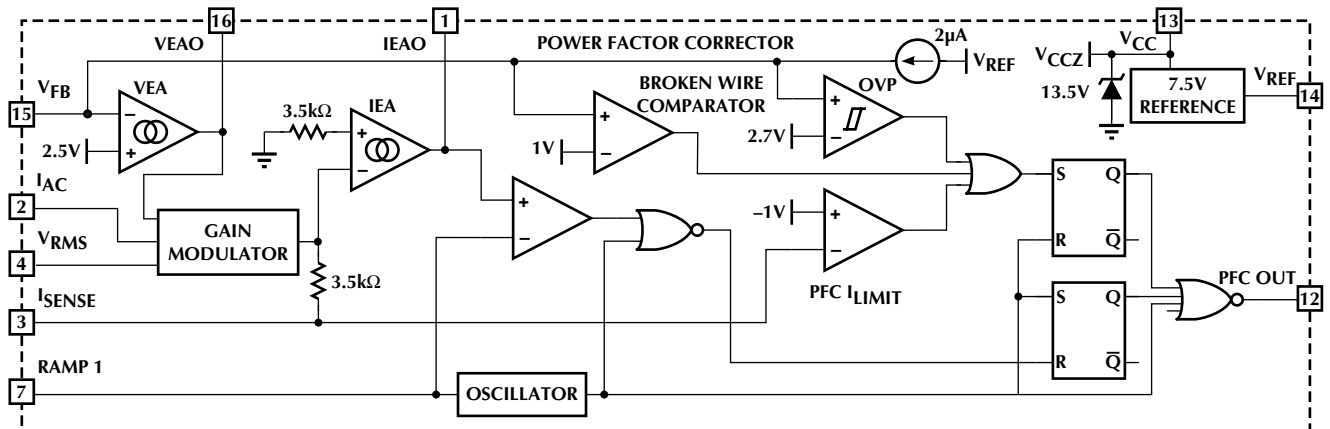 16
1
13
VEAO
IEAO
POWER FACTOR CORRECTOR
2µA
VCC
VREF
VCCZ
VFB
VEA
IEA
BROKEN WIRE
COMPARATOR
OVP
13.5V
7.5V
REFERENCE
VREF
15
14
3.5kΩ
2.5V
1V
2.7V
+
−
+
−
+
−
+
−
+
−
+
−
IAC
2
VRMS
4
GAIN
MODULATOR
−1V
S
Q
R
Q
3.5kΩ
PFC ILIMIT
ISENSE
3
S
Q
R
Q
PFC OUT
12
RAMP 1
7
OSCILLATOR